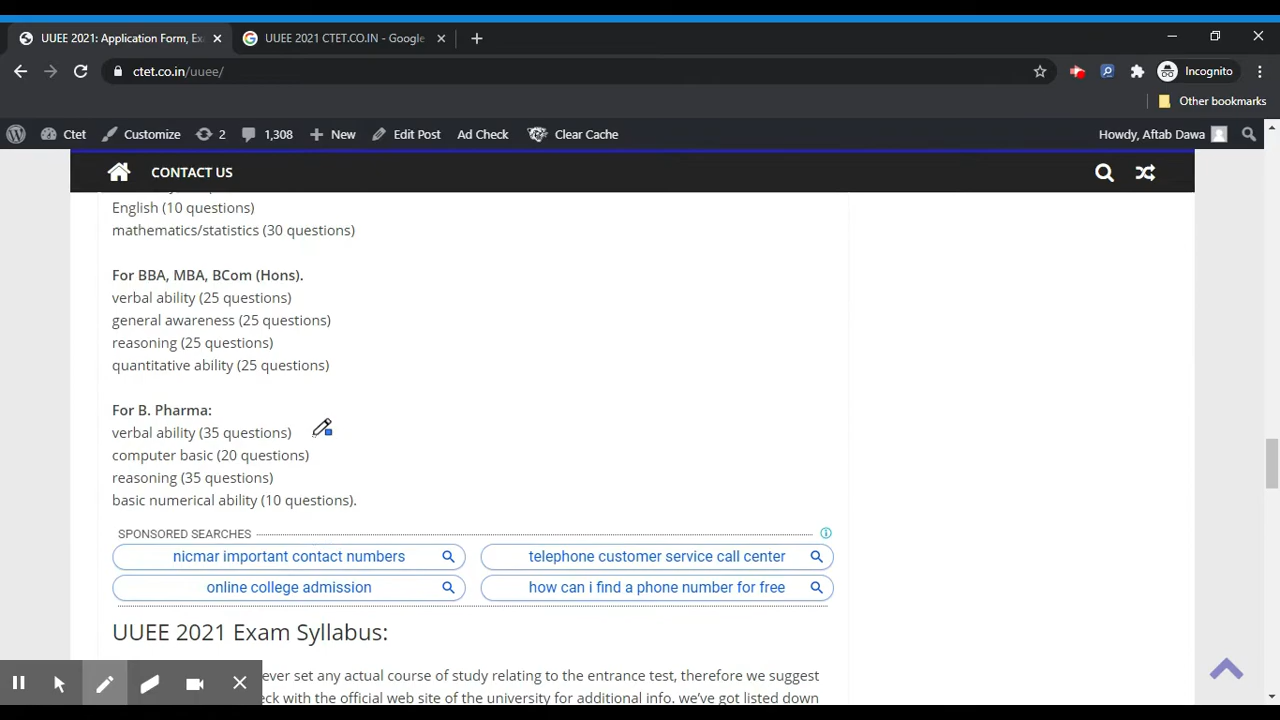 UUEE 2021: Application Form, Ex
UUEE 2021 CTET.CO.IN - Google
ctet.co.in/uuee/
Incognito
Other bookmarks
Ctet Customize 2 1,308 New Edit Post Ad Check Clear Cache Howdy, Aftab Dawa
CONTACT US
English (10 questions)
mathematics/statistics (30 questions)
For BBA, MBA, BCom (Hons).
verbal ability (25 questions)
general awareness (25 questions)
reasoning (25 questions)
quantitative ability (25 questions)
For B. Pharma:
verbal ability (35 questions)
computer basic (20 questions)
reasoning (35 questions)
basic numerical ability (10 questions).
SPONSORED SEARCHES
nicmar important contact numbers
telephone customer service call center
online college admission
how can i find a phone number for free
UUEE 2021 Exam Syllabus:
ever set any actual course of study relating to the entrance test, therefore we suggest
eck with the official web site of the university for additional info. we've got listed down